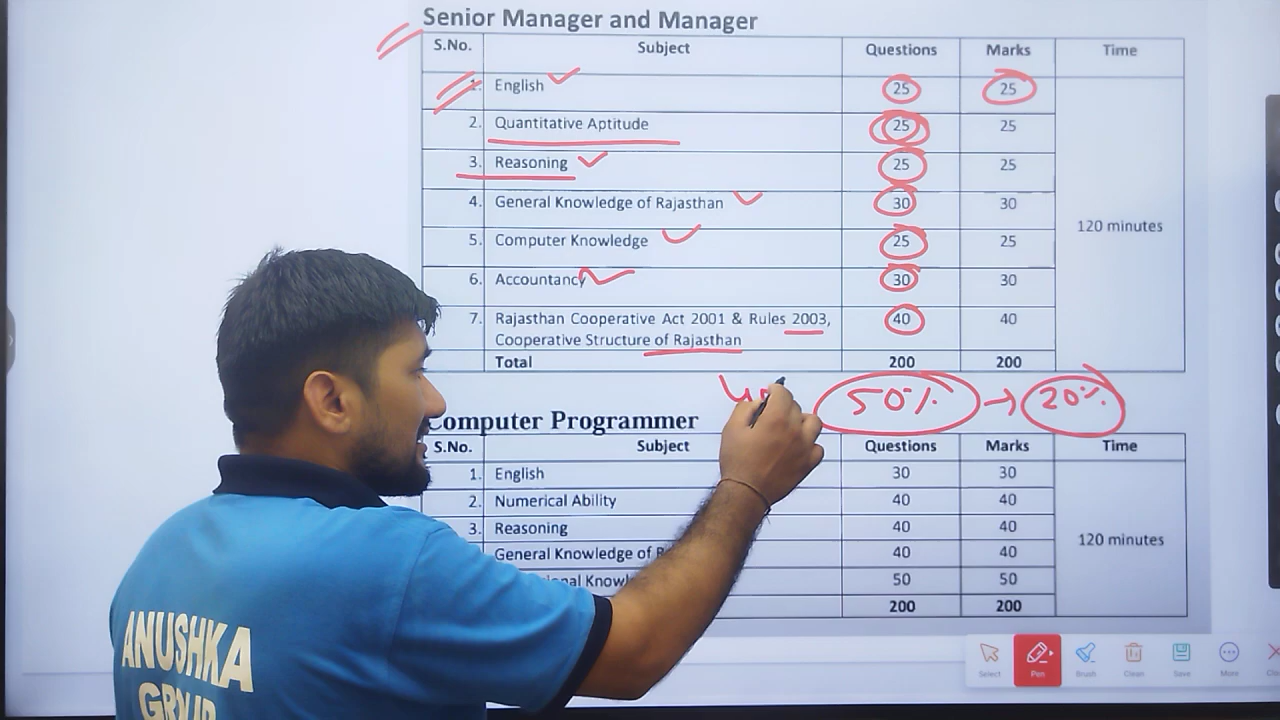 Senior Manager and Manager
S.No. Subject Questions Marks Time
1. English 25 25
2. Quantitative Aptitude 25 25
3. Reasoning 25 25
4. General Knowledge of Rajasthan 30 30
120 minutes
5. Computer Knowledge 25 25
6. Accountancy 30 30
7. Rajasthan Cooperative Act 2001 & Rules 2003, 40 40
Cooperative Structure of Rajasthan
Total 200 200
50% → 20%
Computer Programmer
S.No. Subject Questions Marks Time
1. English 30 30
2. Numerical Ability 40 40
3. Reasoning 40 40
120 minutes
General Knowledge of 40 40
50 50
200 200
ANUSHKA
GROUP
Select Pen Brush Clean Save More